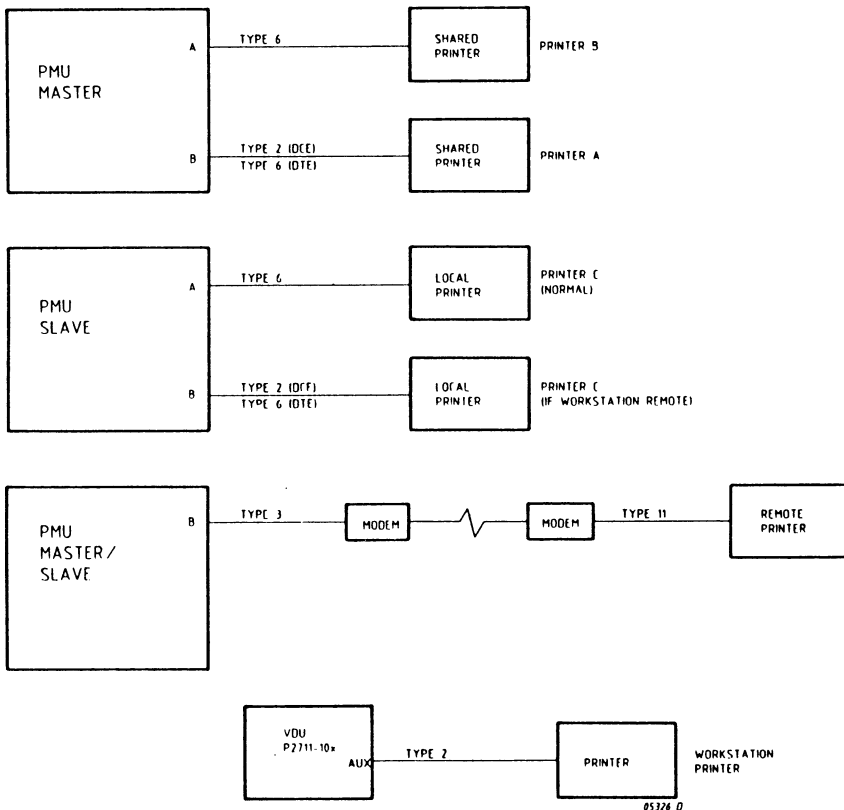 A TYPE 6 SHARED PRINTER PRINTER B
PMU MASTER
B TYPE 2 (DCE) TYPE 6 (DTE) SHARED PRINTER PRINTER A
A TYPE 6 LOCAL PRINTER PRINTER C (NORMAL)
PMU SLAVE
B TYPE 2 (DCE) TYPE 6 (DTE) LOCAL PRINTER PRINTER C (IF WORKSTATION REMOTE)
PMU MASTER/ SLAVE
B TYPE 3 MODEM MODEM TYPE 11 REMOTE PRINTER
VDU P2711-10x
AUX TYPE 2 PRINTER WORKSTATION PRINTER
05326 D